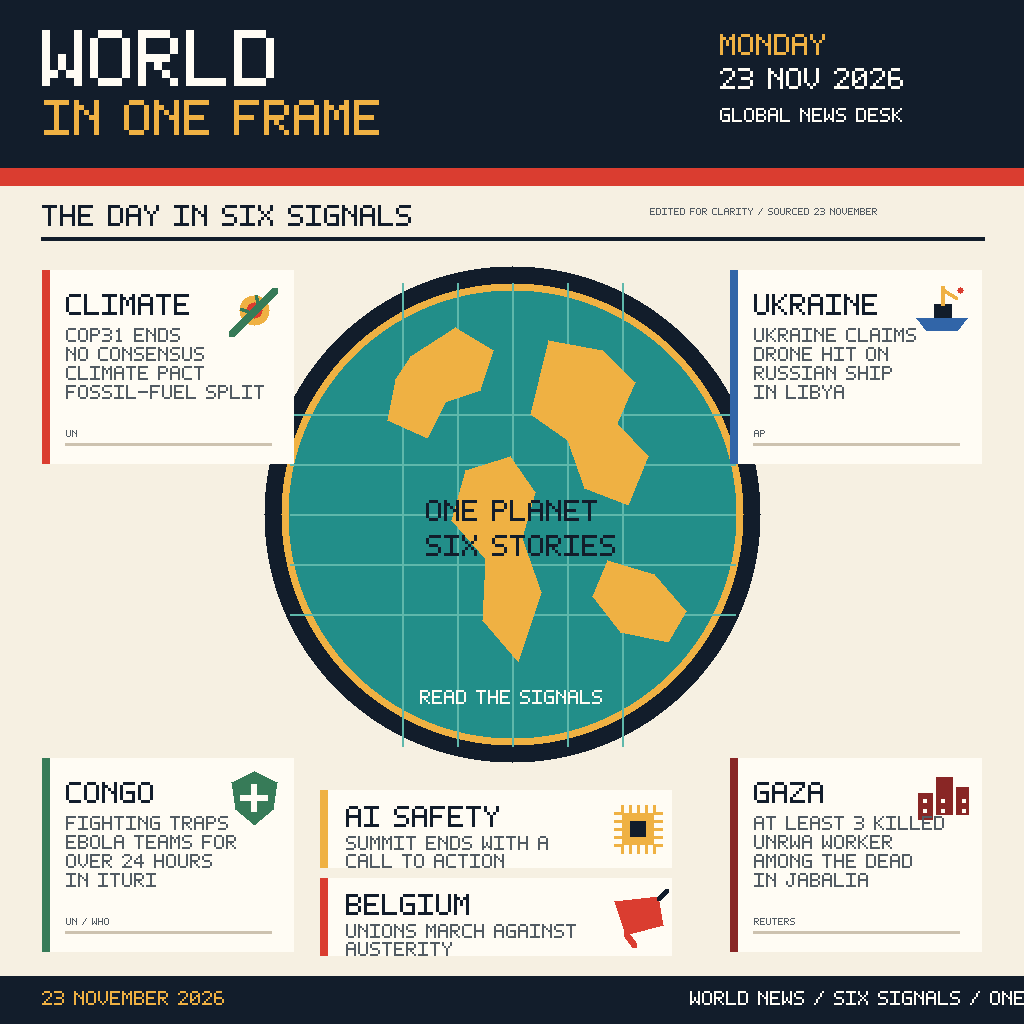 WORLD
IN ONE FRAME
MONDAY
23 NOV 2026
GLOBAL NEWS DESK
THE DAY IN SIX SIGNALS
EDITED FOR CLARITY / SOURCED 23 NOVEMBER
CLIMATE
COP31 ENDS
NO CONSENSUS
CLIMATE PACT
FOSSIL-FUEL SPLIT
UN
UKRAINE
UKRAINE CLAIMS
DRONE HIT ON
RUSSIAN SHIP
IN LIBYA
AP
ONE PLANET
SIX STORIES
READ THE SIGNALS
CONGO
FIGHTING TRAPS
EBOLA TEAMS FOR
OVER 24 HOURS
IN ITURI
UN / WHO
AI SAFETY
SUMMIT ENDS WITH A
CALL TO ACTION
BELGIUM
UNIONS MARCH AGAINST
AUSTERITY
GAZA
AT LEAST 3 KILLED
UNRWA WORKER
AMONG THE DEAD
IN JABALIA
REUTERS
23 NOVEMBER 2026
WORLD NEWS / SIX SIGNALS / ONE